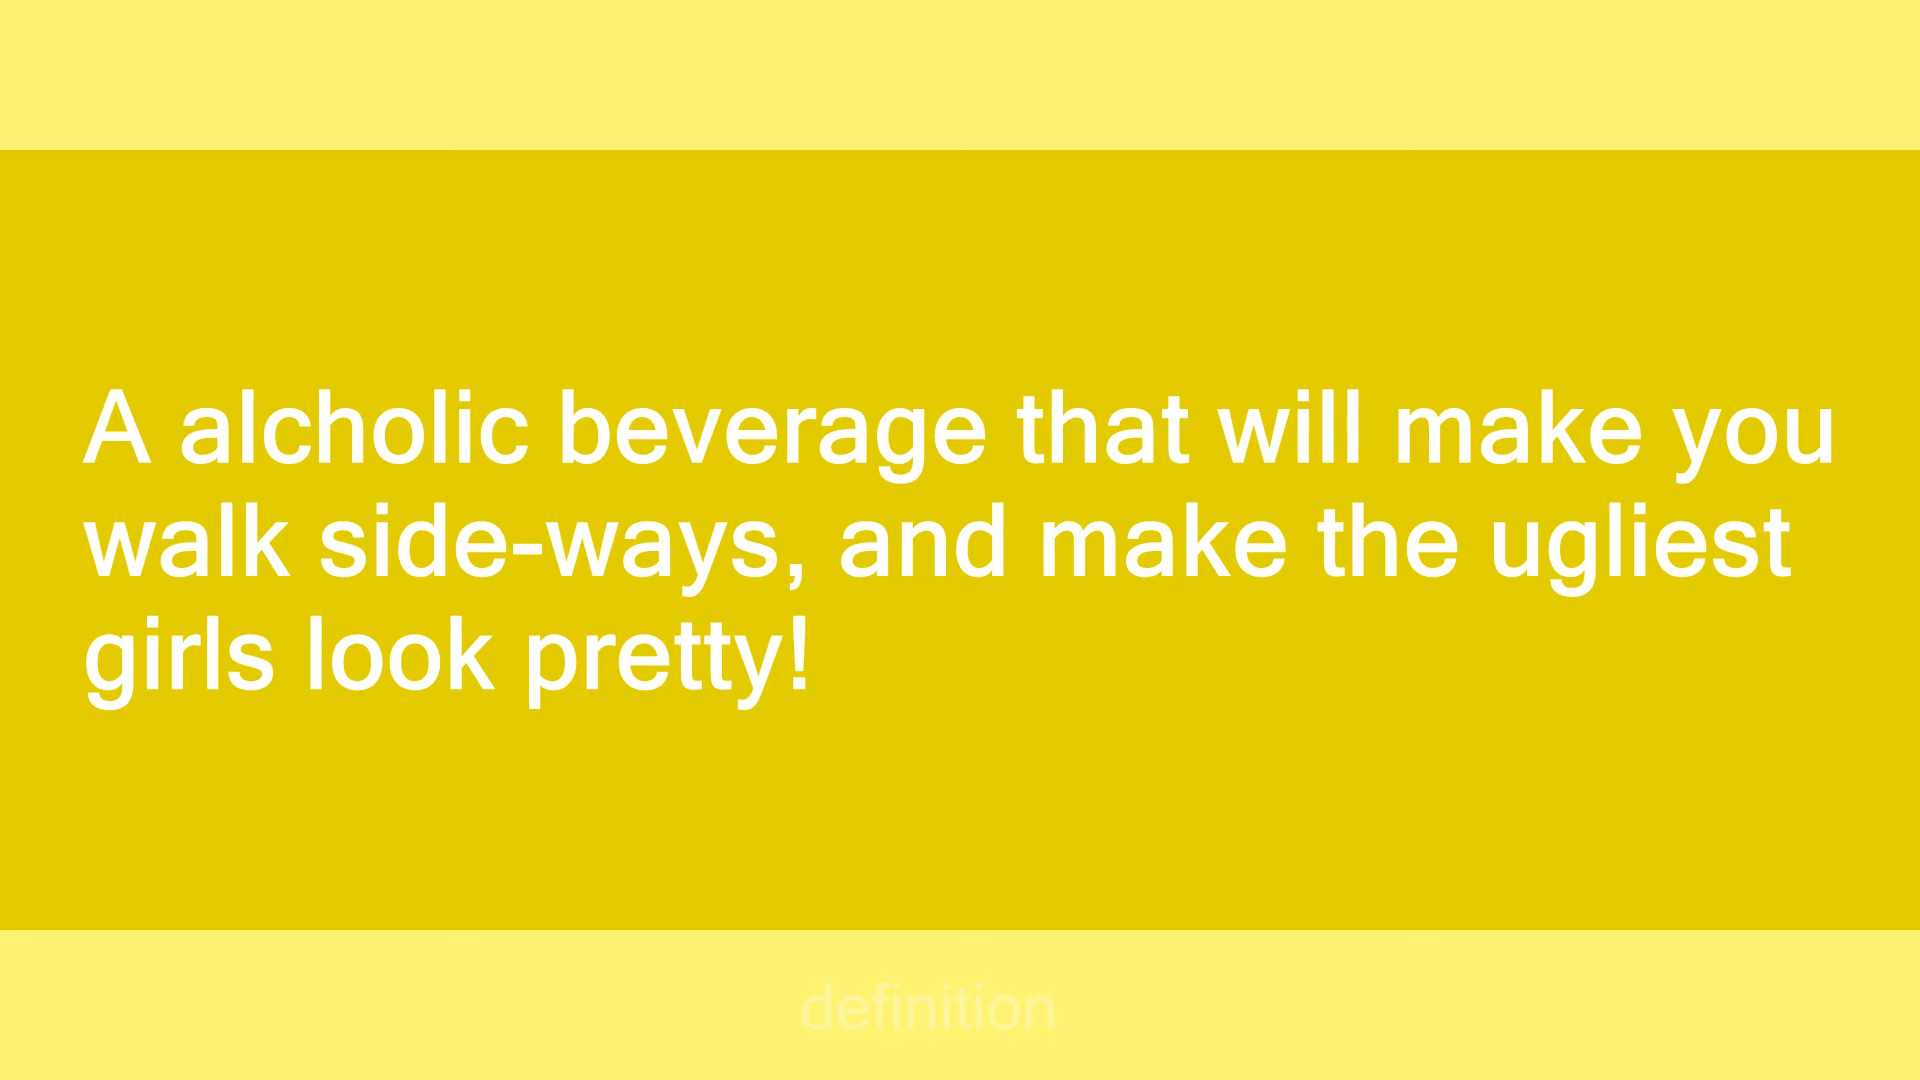 A alcholic beverage that will make you
walk side-ways, and make the ugliest
girls look pretty!
definition